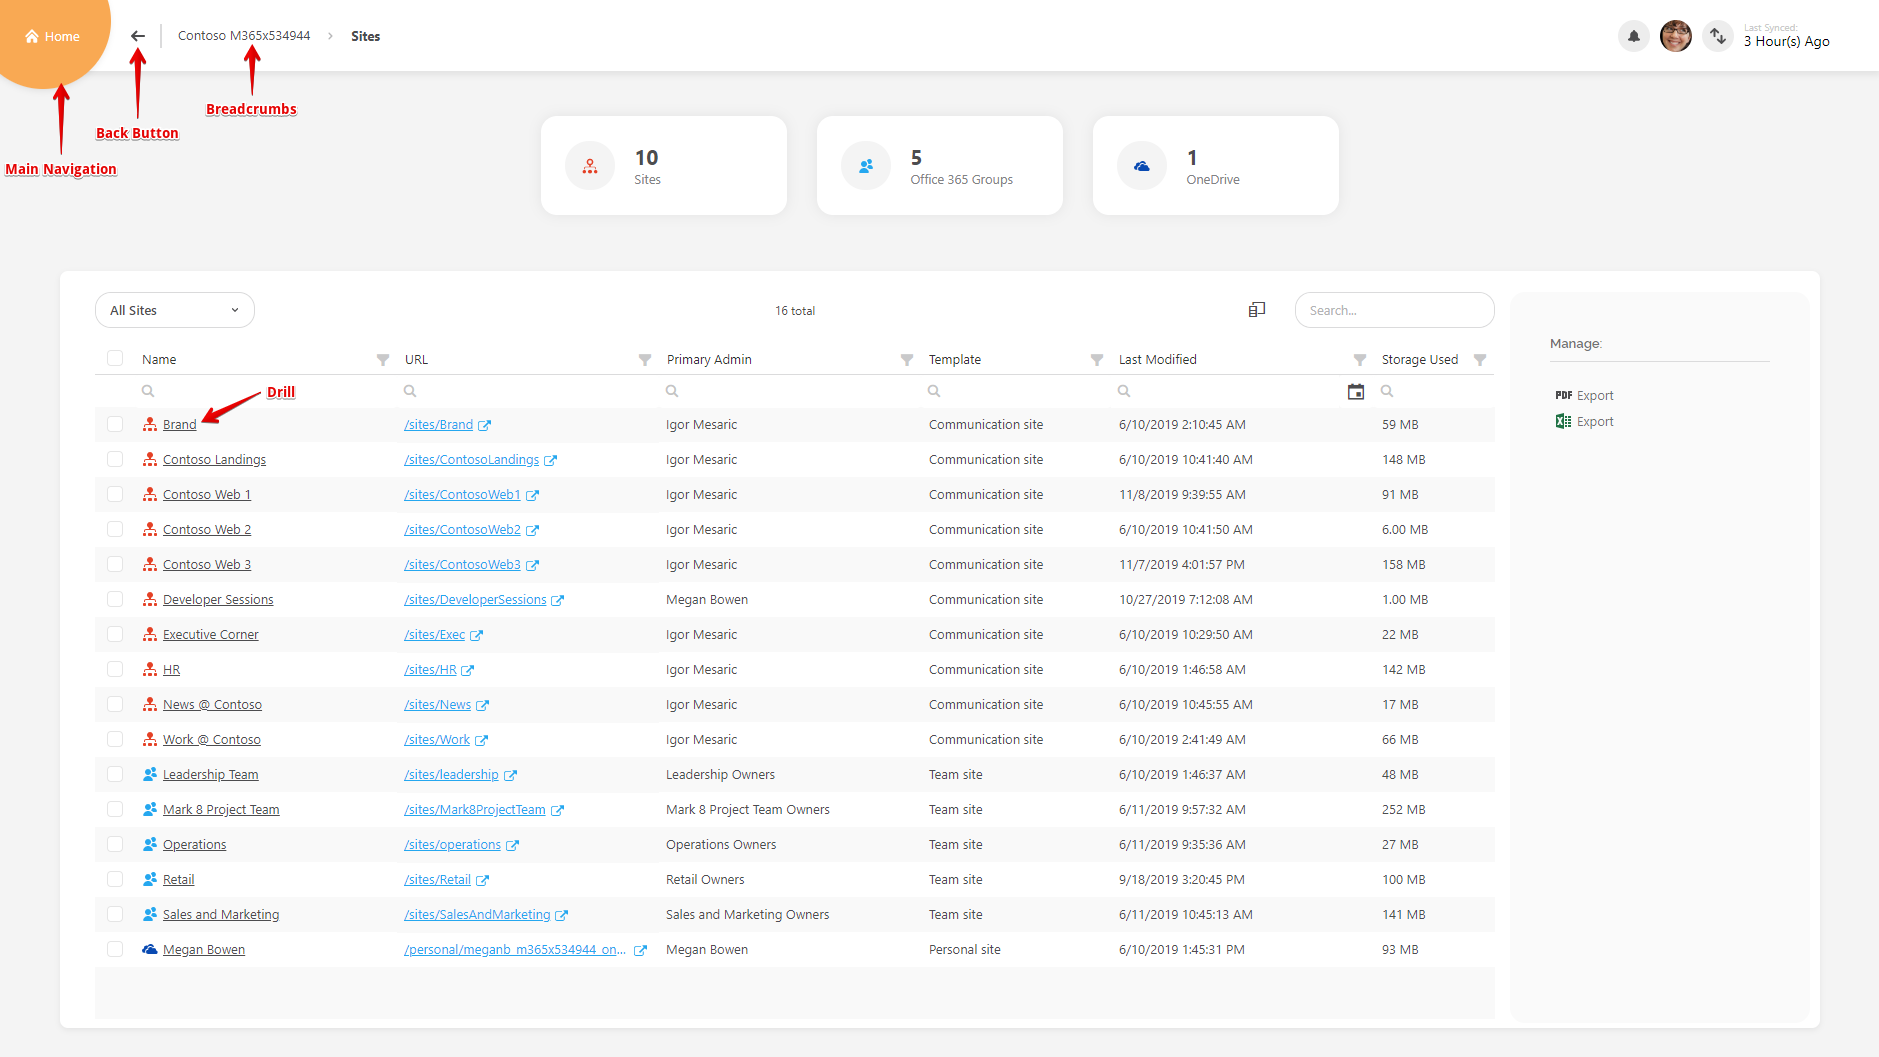 Home
Contoso M365x534944 > Sites
Last Synced:
3 Hour(s) Ago
Breadcrumbs
Back Button
Main Navigation
10
Sites
5
Office 365 Groups
1
OneDrive
All Sites
16 total
Search...
Manage:
PDF Export
Export
Name URL Primary Admin Template Last Modified Storage Used
Drill
Brand /sites/Brand Igor Mesaric Communication site 6/10/2019 2:10:45 AM 59 MB
Contoso Landings /sites/ContosoLandings Igor Mesaric Communication site 6/10/2019 10:41:40 AM 148 MB
Contoso Web 1 /sites/ContosoWeb1 Igor Mesaric Communication site 11/8/2019 9:39:55 AM 91 MB
Contoso Web 2 /sites/ContosoWeb2 Igor Mesaric Communication site 6/10/2019 10:41:50 AM 6.00 MB
Contoso Web 3 /sites/ContosoWeb3 Igor Mesaric Communication site 11/7/2019 4:01:57 PM 158 MB
Developer Sessions /sites/DeveloperSessions Megan Bowen Communication site 10/27/2019 7:12:08 AM 1.00 MB
Executive Corner /sites/Exec Igor Mesaric Communication site 6/10/2019 10:29:50 AM 22 MB
HR /sites/HR Igor Mesaric Communication site 6/10/2019 1:46:58 AM 142 MB
News @ Contoso /sites/News Igor Mesaric Communication site 6/10/2019 10:45:55 AM 17 MB
Work @ Contoso /sites/Work Igor Mesaric Communication site 6/10/2019 2:41:49 AM 66 MB
Leadership Team /sites/leadership Leadership Owners Team site 6/10/2019 1:46:37 AM 48 MB
Mark 8 Project Team /sites/Mark8ProjectTeam Mark 8 Project Team Owners Team site 6/11/2019 9:57:32 AM 252 MB
Operations /sites/operations Operations Owners Team site 6/11/2019 9:35:36 AM 27 MB
Retail /sites/Retail Retail Owners Team site 9/18/2019 3:20:45 PM 100 MB
Sales and Marketing /sites/SalesAndMarketing Sales and Marketing Owners Team site 6/11/2019 10:45:13 AM 141 MB
Megan Bowen /personal/meganb_m365x534944_on... Megan Bowen Personal site 6/10/2019 1:45:31 PM 93 MB